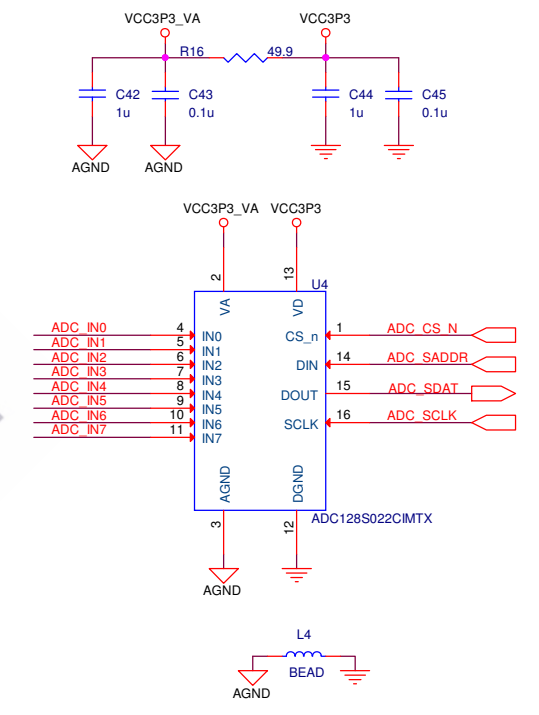 VCC3P3_VA VCC3P3
R16 49.9
C42 C43 C44 C45
1u 0.1u 1u 0.1u
AGND AGND
VCC3P3_VA VCC3P3
2 13
U4
VA VD
ADC_IN0 4 IN0 CS_n 1 ADC_CS_N
ADC_IN1 5 IN1
ADC_IN2 6 IN2 DIN 14 ADC_SADDR
ADC_IN3 7 IN3
ADC_IN4 8 IN4 DOUT 15 ADC_SDAT
ADC_IN5 9 IN5
ADC_IN6 10 IN6 SCLK 16 ADC_SCLK
ADC_IN7 11 IN7
AGND DGND
3 12
ADC128S022CIMTX
AGND
L4
BEAD
AGND